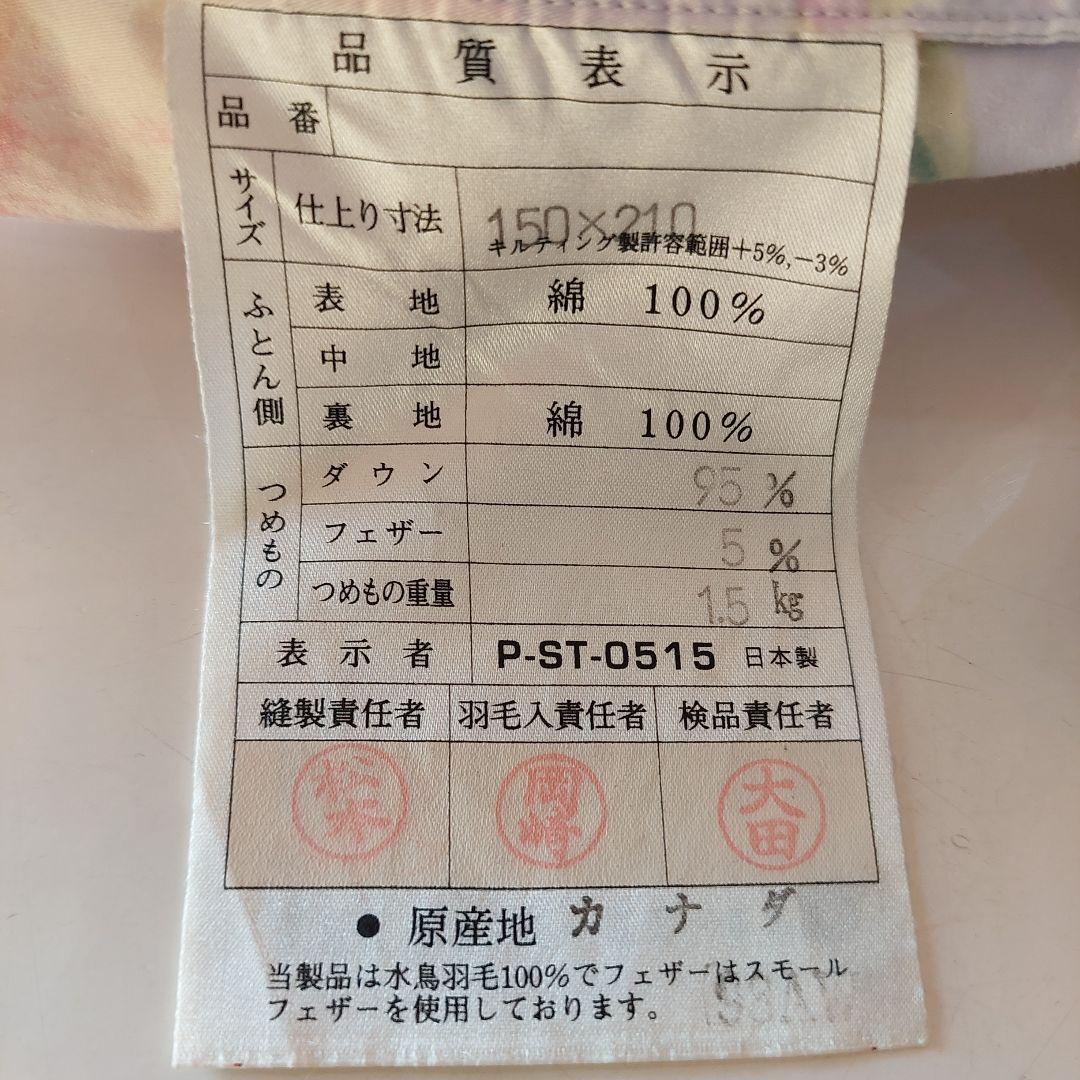 品質表示
品番
サイズ 仕上り寸法 150×210
キルティング製許容範囲+5%,−3%
ふとん側 表地 綿 100%
中地
裏地 綿 100%
つめもの ダウン 95%
フェザー 5%
つめもの重量 1.5kg
表示者 P-ST-0515 日本製
縫製責任者 羽毛入責任者 検品責任者
松木 岡崎 大田
●原産地 カナダ
当製品は水鳥羽毛100%でフェザーはスモール
フェザーを使用しております。